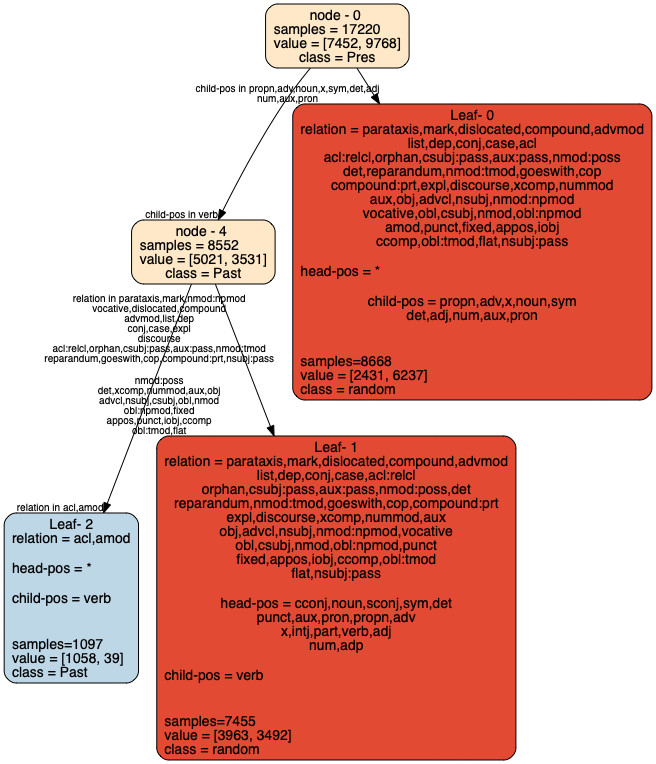 node - 0
samples = 17220
value = [7452, 9768]
class = Pres
child-pos in propn,adv,noun,x,sym,det,adj
num,aux,pron
Leaf- 0
relation = parataxis,mark,dislocated,compound,advmod
list,dep,conj,case,acl
acl:relcl,orphan,csubj:pass,aux:pass,nmod:poss
det,reparandum,nmod:tmod,goeswith,cop
compound:prt,expl,discourse,xcomp,nummod
aux,obj,advcl,nsubj,nmod:npmod
vocative,obl,csubj,nmod,obl:npmod
amod,punct,fixed,appos,iobj
ccomp,obl:tmod,flat,nsubj:pass
head-pos = *
child-pos = propn,adv,x,noun,sym
det,adj,num,aux,pron
samples=8668
value = [2431, 6237]
class = random
child-pos in verb
node - 4
samples = 8552
value = [5021, 3531]
class = Past
relation in parataxis,mark,nmod:npmod
vocative,dislocated,compound
advmod,list,dep
conj,case,expl
discourse
acl:relcl,orphan,csubj:pass,aux:pass,nmod:tmod
reparandum,goeswith,cop,compound:prt,nsubj:pass
nmod:poss
det,xcomp,nummod,aux,obj
advcl,nsubj,csubj,obl,nmod
obl:npmod,fixed
appos,punct,iobj,ccomp
obl:tmod,flat
Leaf- 1
relation = parataxis,mark,dislocated,compound,advmod
list,dep,conj,case,acl:relcl
orphan,csubj:pass,aux:pass,nmod:poss,det
reparandum,nmod:tmod,goeswith,cop,compound:prt
expl,discourse,xcomp,nummod,aux
obj,advcl,nsubj,nmod:npmod,vocative
obl,csubj,nmod,obl:npmod,punct
fixed,appos,iobj,ccomp,obl:tmod
flat,nsubj:pass
head-pos = cconj,noun,sconj,sym,det
punct,aux,pron,propn,adv
x,intj,part,verb,adj
num,adp
child-pos = verb
samples=7455
value = [3963, 3492]
class = random
relation in acl,amod
Leaf- 2
relation = acl,amod
head-pos = *
child-pos = verb
samples=1097
value = [1058, 39]
class = Past